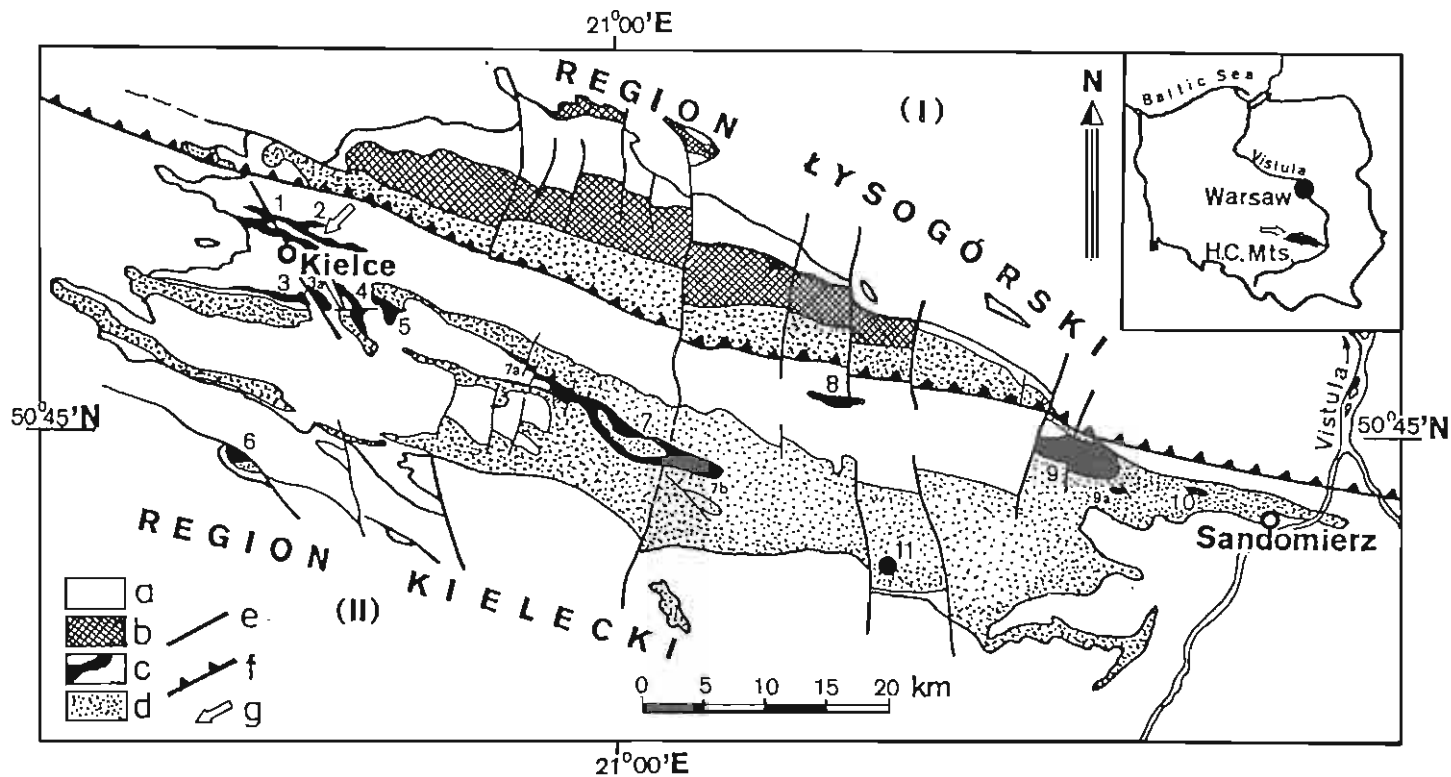 21°00'E
REGION ŁYSOGÓRSKI
(I)
N
Baltic Sea
Vistula
Warsaw
H.C. Mts.
1
2
Kielce
3
3a
4
5
6
7a
7
7b
8
9
9a
10
11
50°45'N
50°45'N
Vistula
Sandomierz
REGION KIELECKI
(II)
a
b
c
d
e
f
g
0 5 10 15 20 km
21°00'E